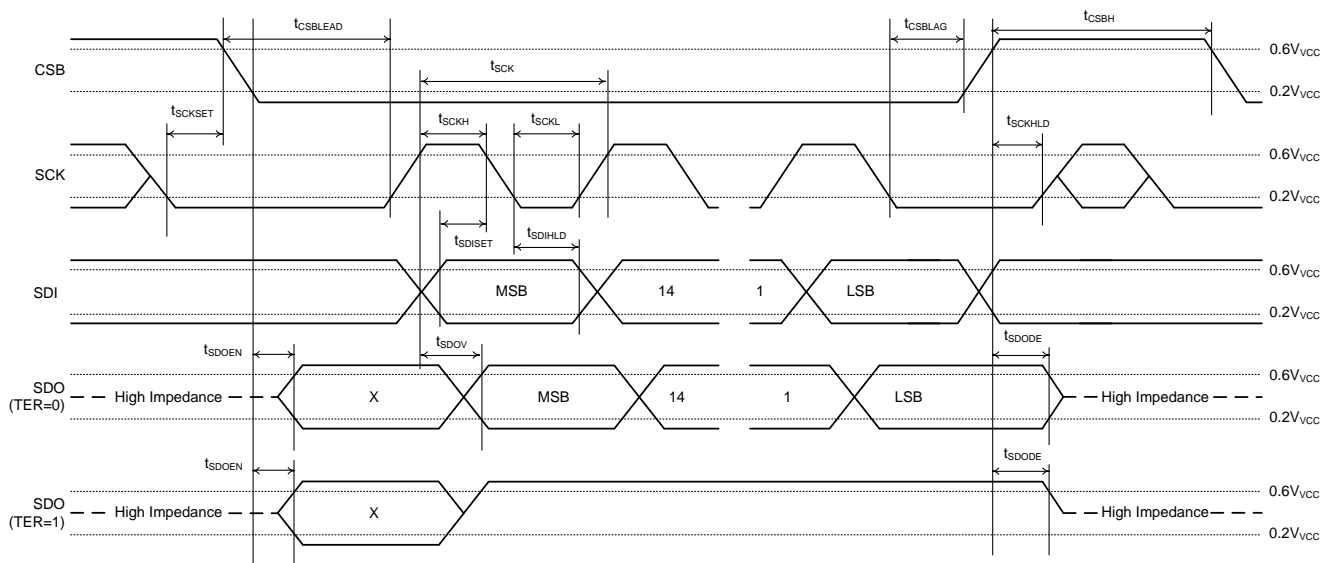 tCSBLEAD
tCSBLAG
tCSBH
CSB
0.6VVCC
0.2VVCC
tSCK
tSCKSET
tSCKH
tSCKL
tSCKHLD
SCK
0.6VVCC
0.2VVCC
tSDISET
tSDIHLD
SDI
MSB
14
1
LSB
0.6VVCC
0.2VVCC
tSDOEN
tSDOV
tSDODE
SDO
(TER=0)
High Impedance
X
MSB
14
1
LSB
High Impedance
0.6VVCC
0.2VVCC
tSDOEN
tSDODE
SDO
(TER=1)
High Impedance
X
High Impedance
0.6VVCC
0.2VVCC